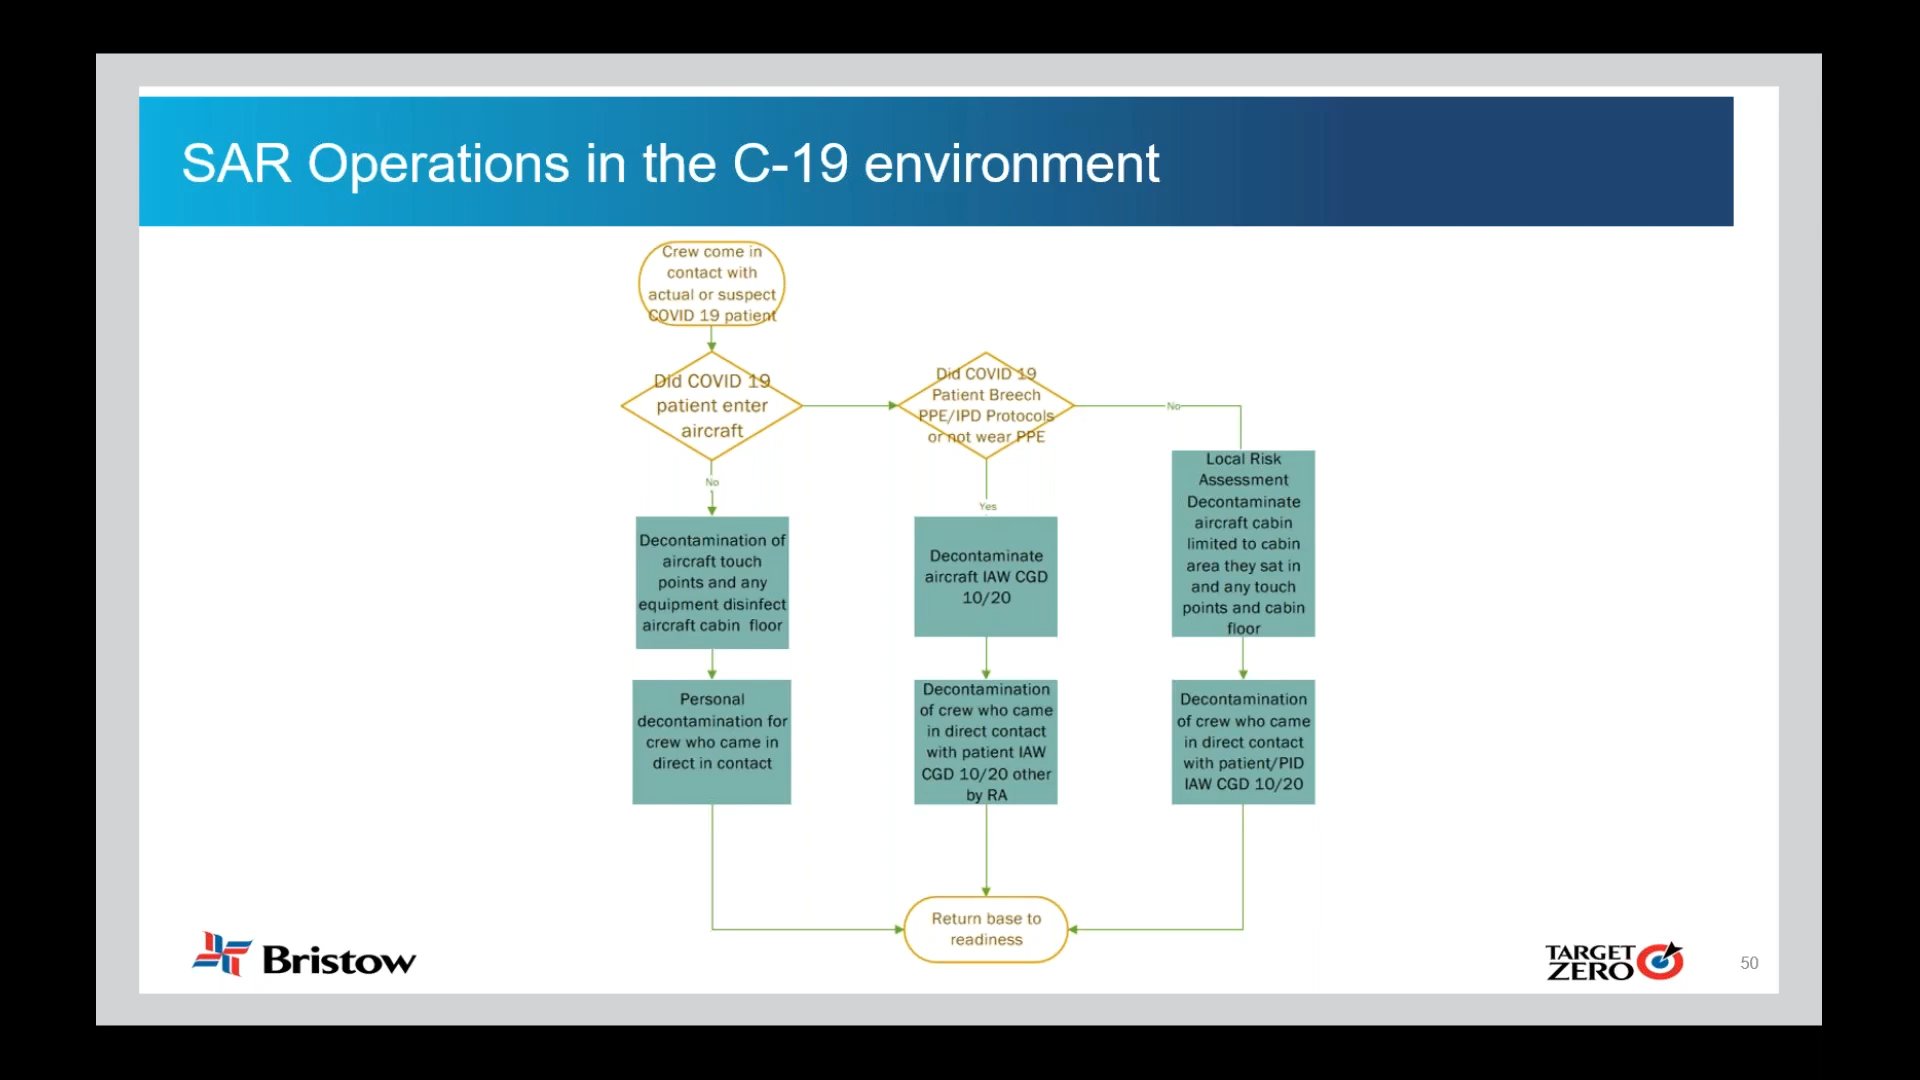 SAR Operations in the C-19 environment
Crew come in
contact with
actual or suspect
COVID 19 patient
Did COVID 19
patient enter
aircraft
Did COVID 19
Patient Breech
PPE/IPD Protocols
or not wear PPE
No
No
Yes
Decontamination of
aircraft touch
points and any
equipment disinfect
aircraft cabin floor
Decontaminate
aircraft IAW CGD
10/20
Local Risk
Assessment
Decontaminate
aircraft cabin
limited to cabin
area they sat in
and any touch
points and cabin
floor
Personal
decontamination for
crew who came in
direct in contact
Decontamination
of crew who came
in direct contact
with patient IAW
CGD 10/20 other
by RA
Decontamination
of crew who came
in direct contact
with patient/PID
IAW CGD 10/20
Return base to
readiness
Bristow
TARGET
ZERO
50